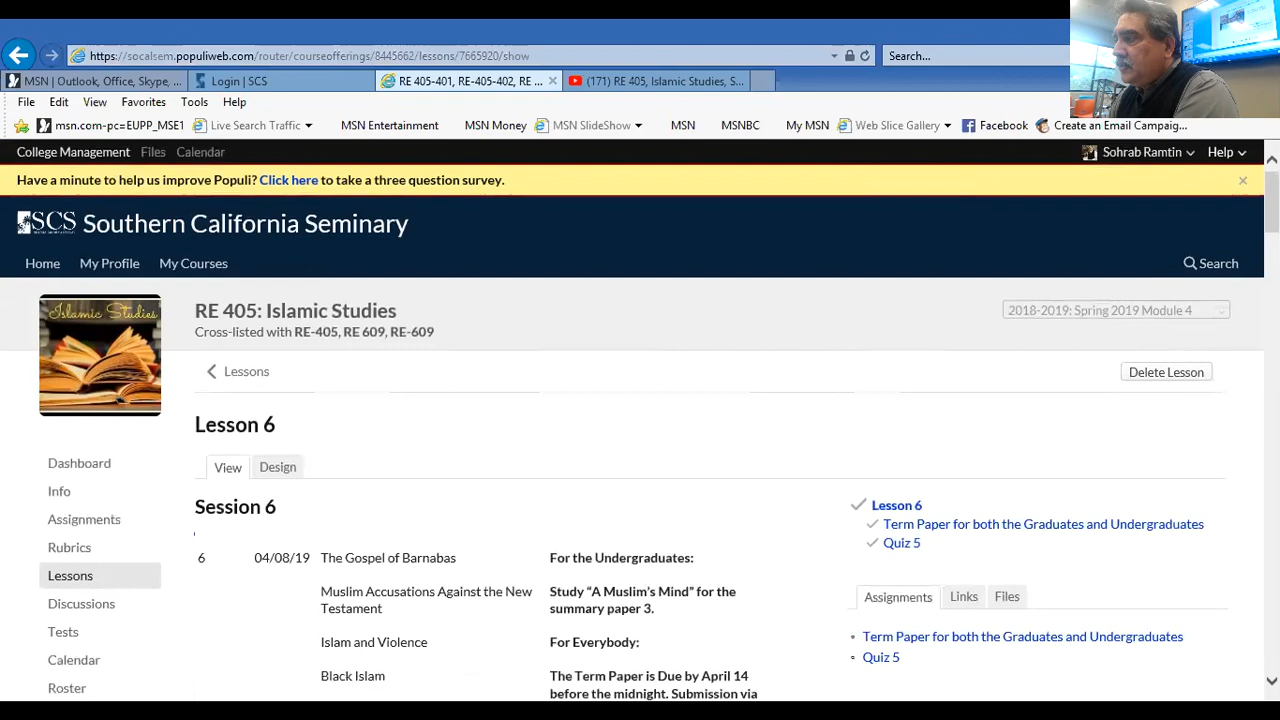 https://socalsem.populiweb.com/router/courseofferings/8445662/lessons/7665920/show
Search...
MSN | Outlook, Office, Skype, ...
Login | SCS
RE 405-401, RE-405-402, RE ...
(171) RE 405, Islamic Studies, S...
File Edit View Favorites Tools Help
msn.com-pc=EUPP_MSE1
Live Search Traffic
MSN Entertainment
MSN Money
MSN SlideShow
MSN
MSNBC
My MSN
Web Slice Gallery
Facebook
Create an Email Campaig...
College Management Files Calendar
Sohrab Ramtin Help
Have a minute to help us improve Populi? Click here to take a three question survey.
SCS Southern California Seminary
Home My Profile My Courses
Search
Islamic Studies
RE 405: Islamic Studies
2018-2019: Spring 2019 Module 4
Cross-listed with RE-405, RE 609, RE-609
Lessons
Delete Lesson
Lesson 6
View Design
Dashboard
Info
Assignments
Rubrics
Lessons
Discussions
Tests
Calendar
Roster
Session 6
6 04/08/19 The Gospel of Barnabas
Muslim Accusations Against the New
Testament
Islam and Violence
Black Islam
For the Undergraduates:
Study “A Muslim’s Mind” for the
summary paper 3.
For Everybody:
The Term Paper is Due by April 14
before the midnight. Submission via
Lesson 6
Term Paper for both the Graduates and Undergraduates
Quiz 5
Assignments Links Files
Term Paper for both the Graduates and Undergraduates
Quiz 5